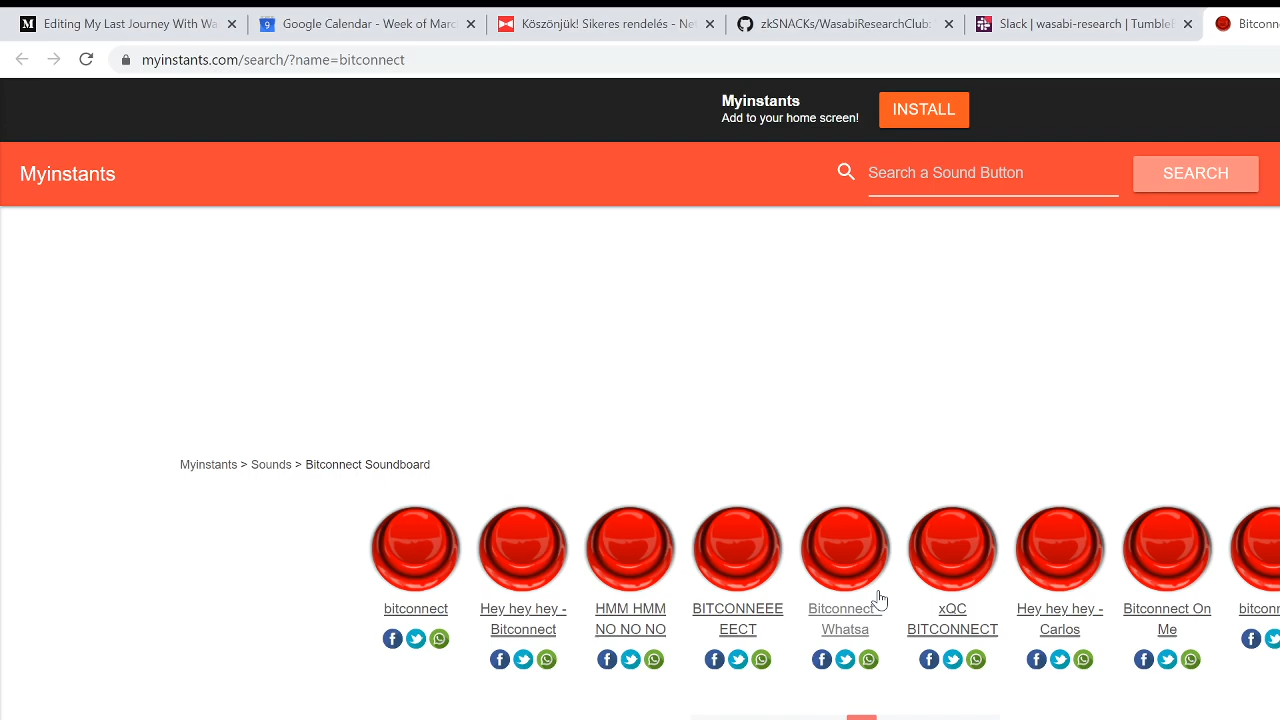 Editing My Last Journey With Wa
Google Calendar - Week of Marc
Köszönjük! Sikeres rendelés - Net
zkSNACKs/WasabiResearchClub:
Slack | wasabi-research | TumbleB
Bitconne
myinstants.com/search/?name=bitconnect
Myinstants
Add to your home screen!
INSTALL
Myinstants
Search a Sound Button
SEARCH
Myinstants > Sounds > Bitconnect Soundboard
bitconnect
Hey hey hey -
Bitconnect
HMM HMM
NO NO NO
BITCONNEEE
EECT
Bitconnect -
Whatsa
xQC
BITCONNECT
Hey hey hey -
Carlos
Bitconnect On
Me
bitconn